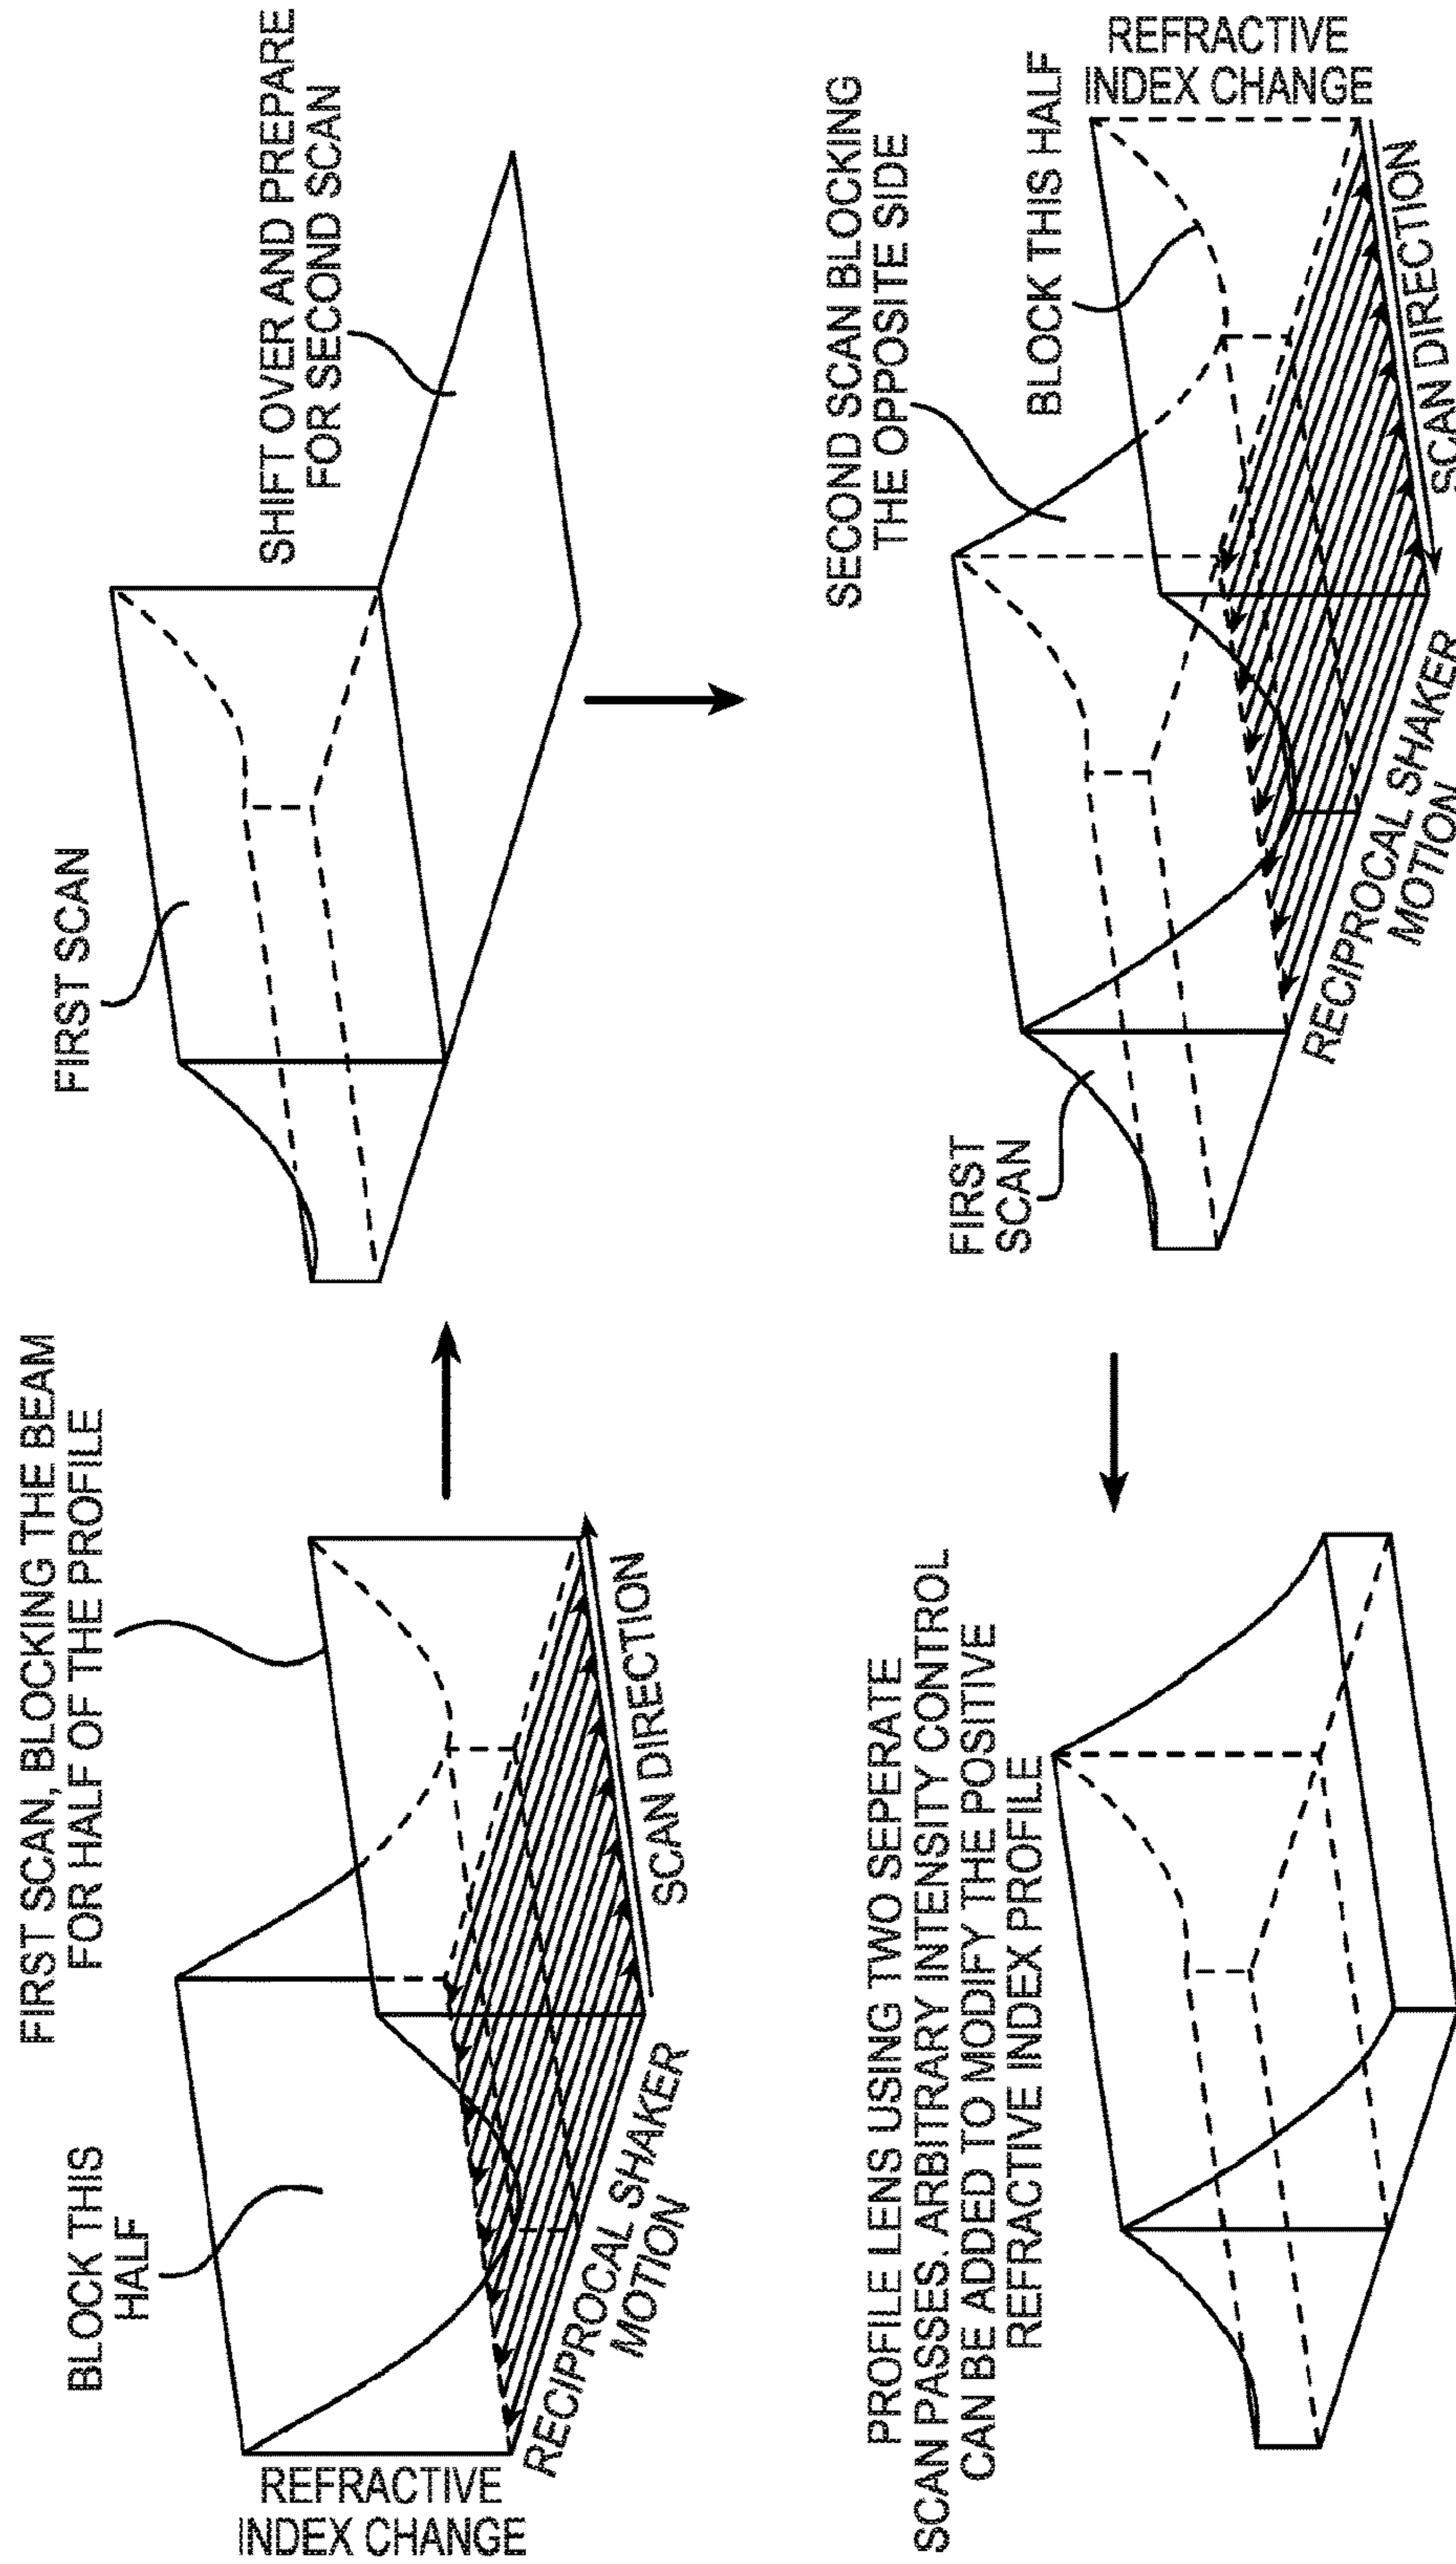 FIRST SCAN, BLOCKING THE BEAM
FOR HALF OF THE PROFILE
BLOCK THIS
HALF
REFRACTIVE
INDEX CHANGE
RECIPROCAL SHAKER
MOTION
SCAN DIRECTION
FIRST SCAN
SHIFT OVER AND PREPARE
FOR SECOND SCAN
SECOND SCAN BLOCKING
THE OPPOSITE SIDE
BLOCK THIS HALF
REFRACTIVE
INDEX CHANGE
FIRST
SCAN
RECIPROCAL SHAKER
MOTION
SCAN DIRECTION
PROFILE LENS USING TWO SEPERATE
SCAN PASSES. ARBITRARY INTENSITY CONTROL
CAN BE ADDED TO MODIFY THE POSITIVE
REFRACTIVE INDEX PROFILE